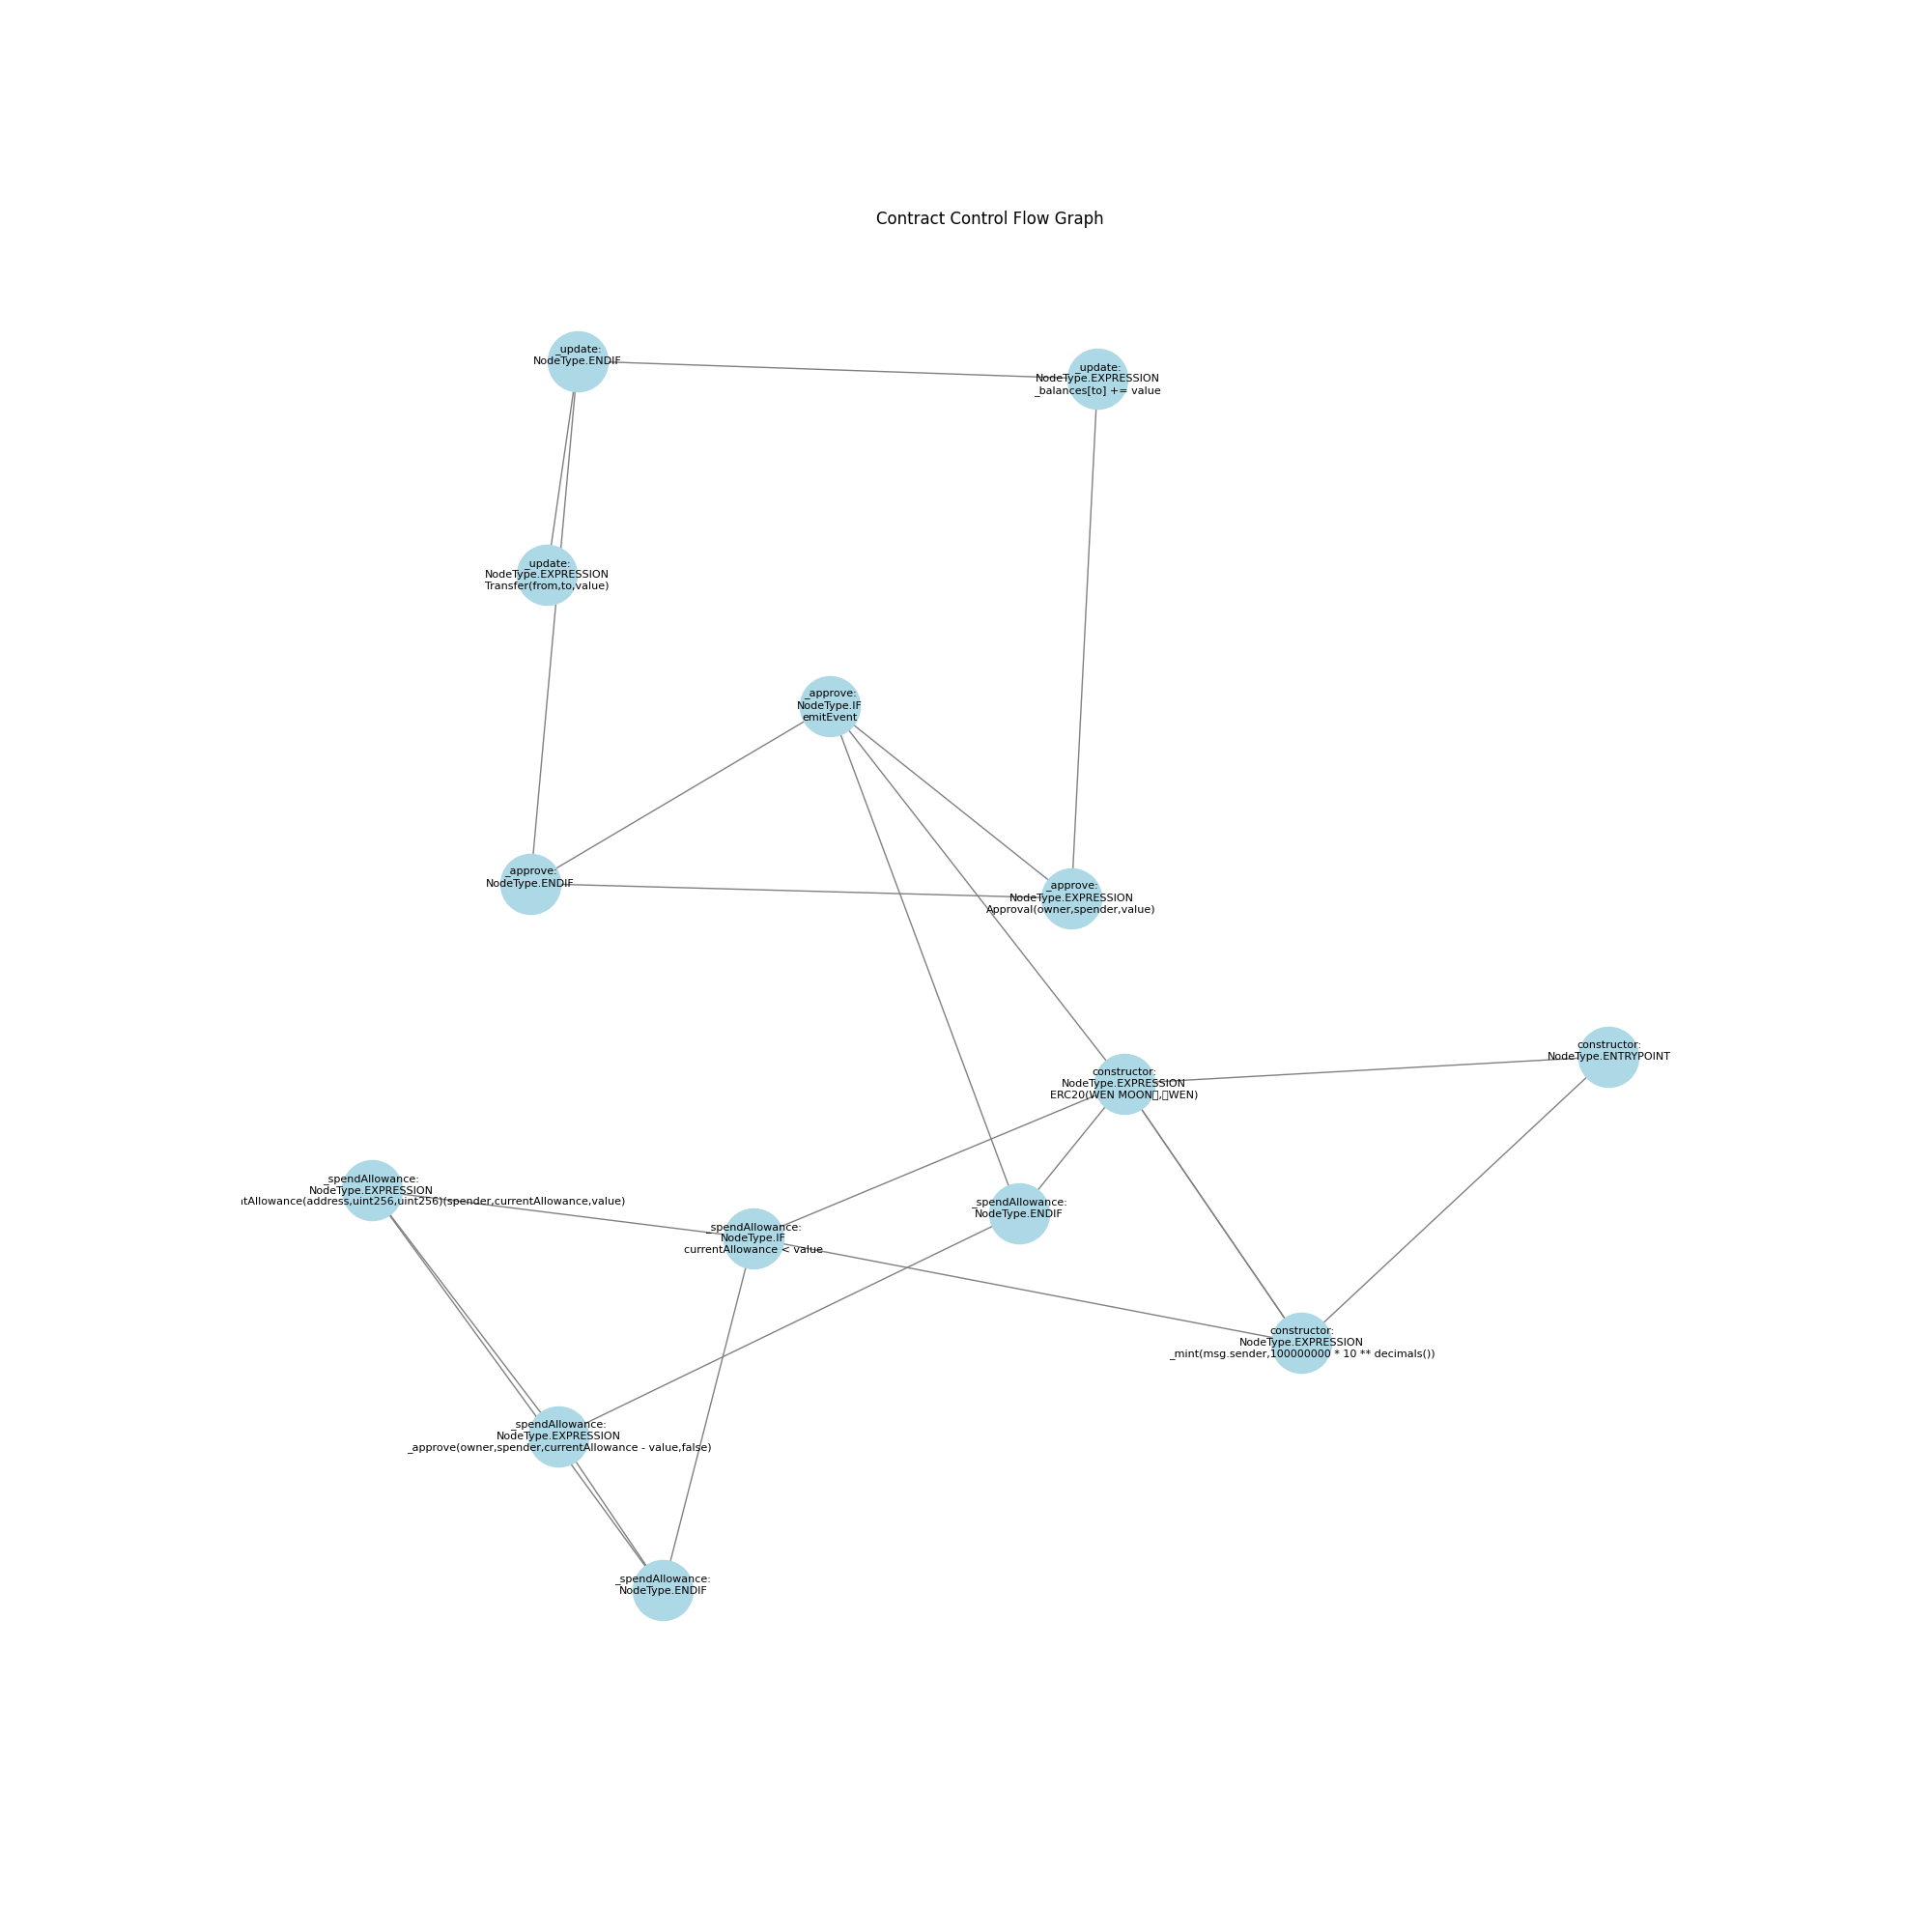 Contract Control Flow Graph
_update:
NodeType.ENDIF
_update:
NodeType.EXPRESSION
_balances[to] += value
_update:
NodeType.EXPRESSION
Transfer(from,to,value)
_approve:
NodeType.IF
emitEvent
_approve:
NodeType.ENDIF
_approve:
NodeType.EXPRESSION
Approval(owner,spender,value)
constructor:
NodeType.ENTRYPOINT
constructor:
NodeType.EXPRESSION
ERC20(WEN MOON▯,▯WEN)
_spendAllowance:
NodeType.EXPRESSION
tAllowance(address,uint256,uint256)(spender,currentAllowance,value)
_spendAllowance:
NodeType.ENDIF
_spendAllowance:
NodeType.IF
currentAllowance < value
constructor:
NodeType.EXPRESSION
_mint(msg.sender,100000000 * 10 ** decimals())
_spendAllowance:
NodeType.EXPRESSION
_approve(owner,spender,currentAllowance - value,false)
_spendAllowance:
NodeType.ENDIF